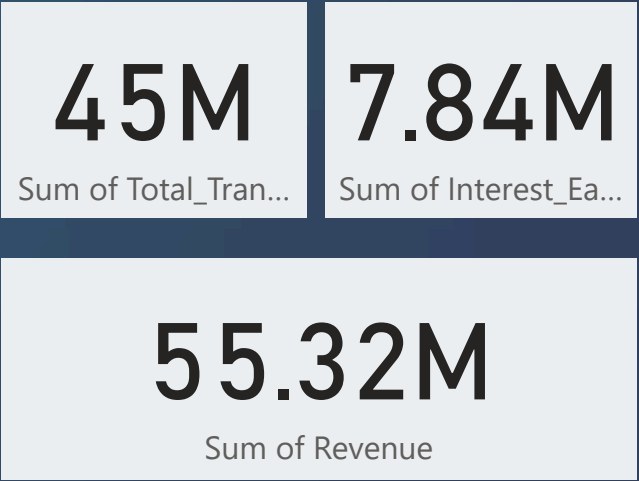 45M
Sum of Total_Tran...
7.84M
Sum of Interest_Ea...
55.32M
Sum of Revenue